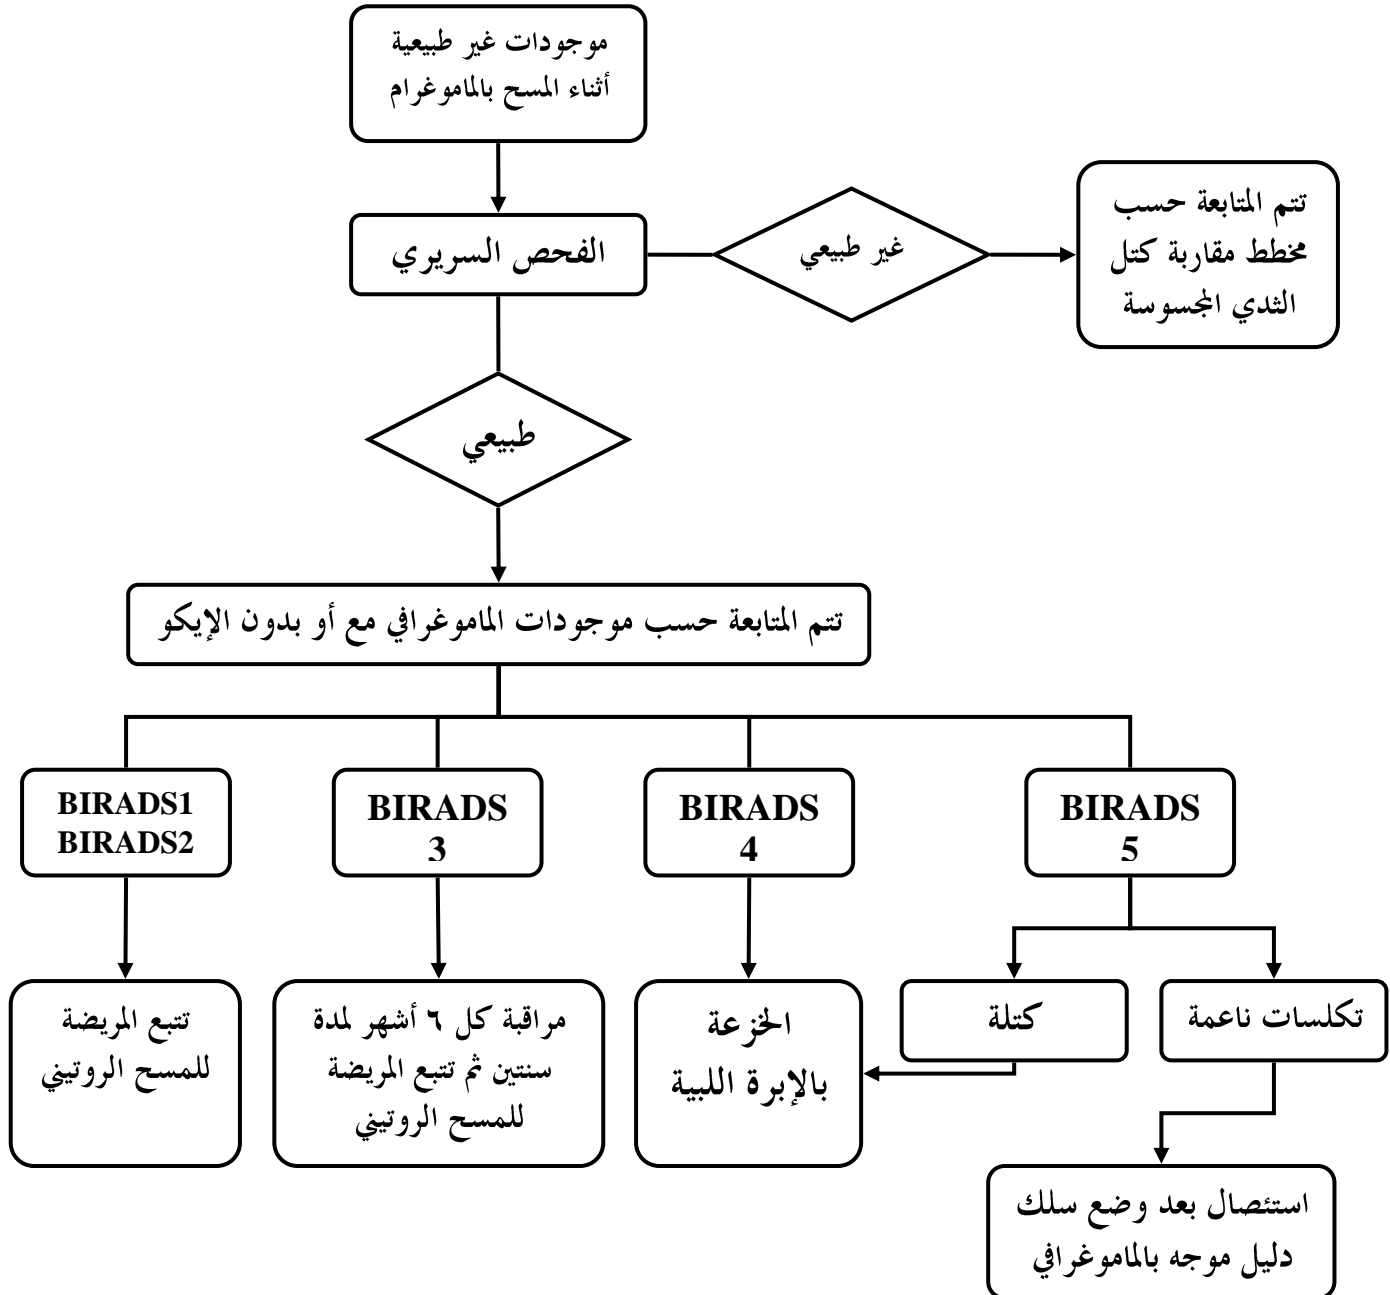 موجودات غير طبيعية
أثناء المسح بالماموغرام
الفحص السريري
غير طبيعي
تتم المتابعة حسب
مخطط مقاربة كتل
الثدي المجسوسة
طبيعي
تتم المتابعة حسب موجودات الماموغرافي مع أو بدون الإيكو
BIRADS1
BIRADS2
BIRADS
3
BIRADS
4
BIRADS
5
تتبع المريضة
للمسح الروتيني
مراقبة كل ٦ أشهر لمدة
سنتين ثم تتبع المريضة
للمسح الروتيني
الخزعة
بالإبرة اللبية
كتلة
تكلسات ناعمة
استئصال بعد وضع سلك
دليل موجه بالماموغرافي